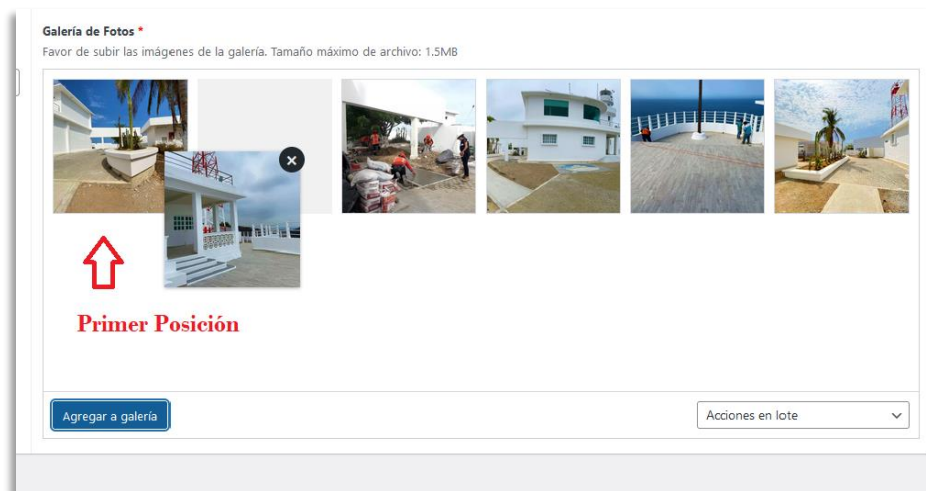 Galería de Fotos *
Favor de subir las imágenes de la galería. Tamaño máximo de archivo: 1.5MB
Primer Posición
Agregar a galería
Acciones en lote